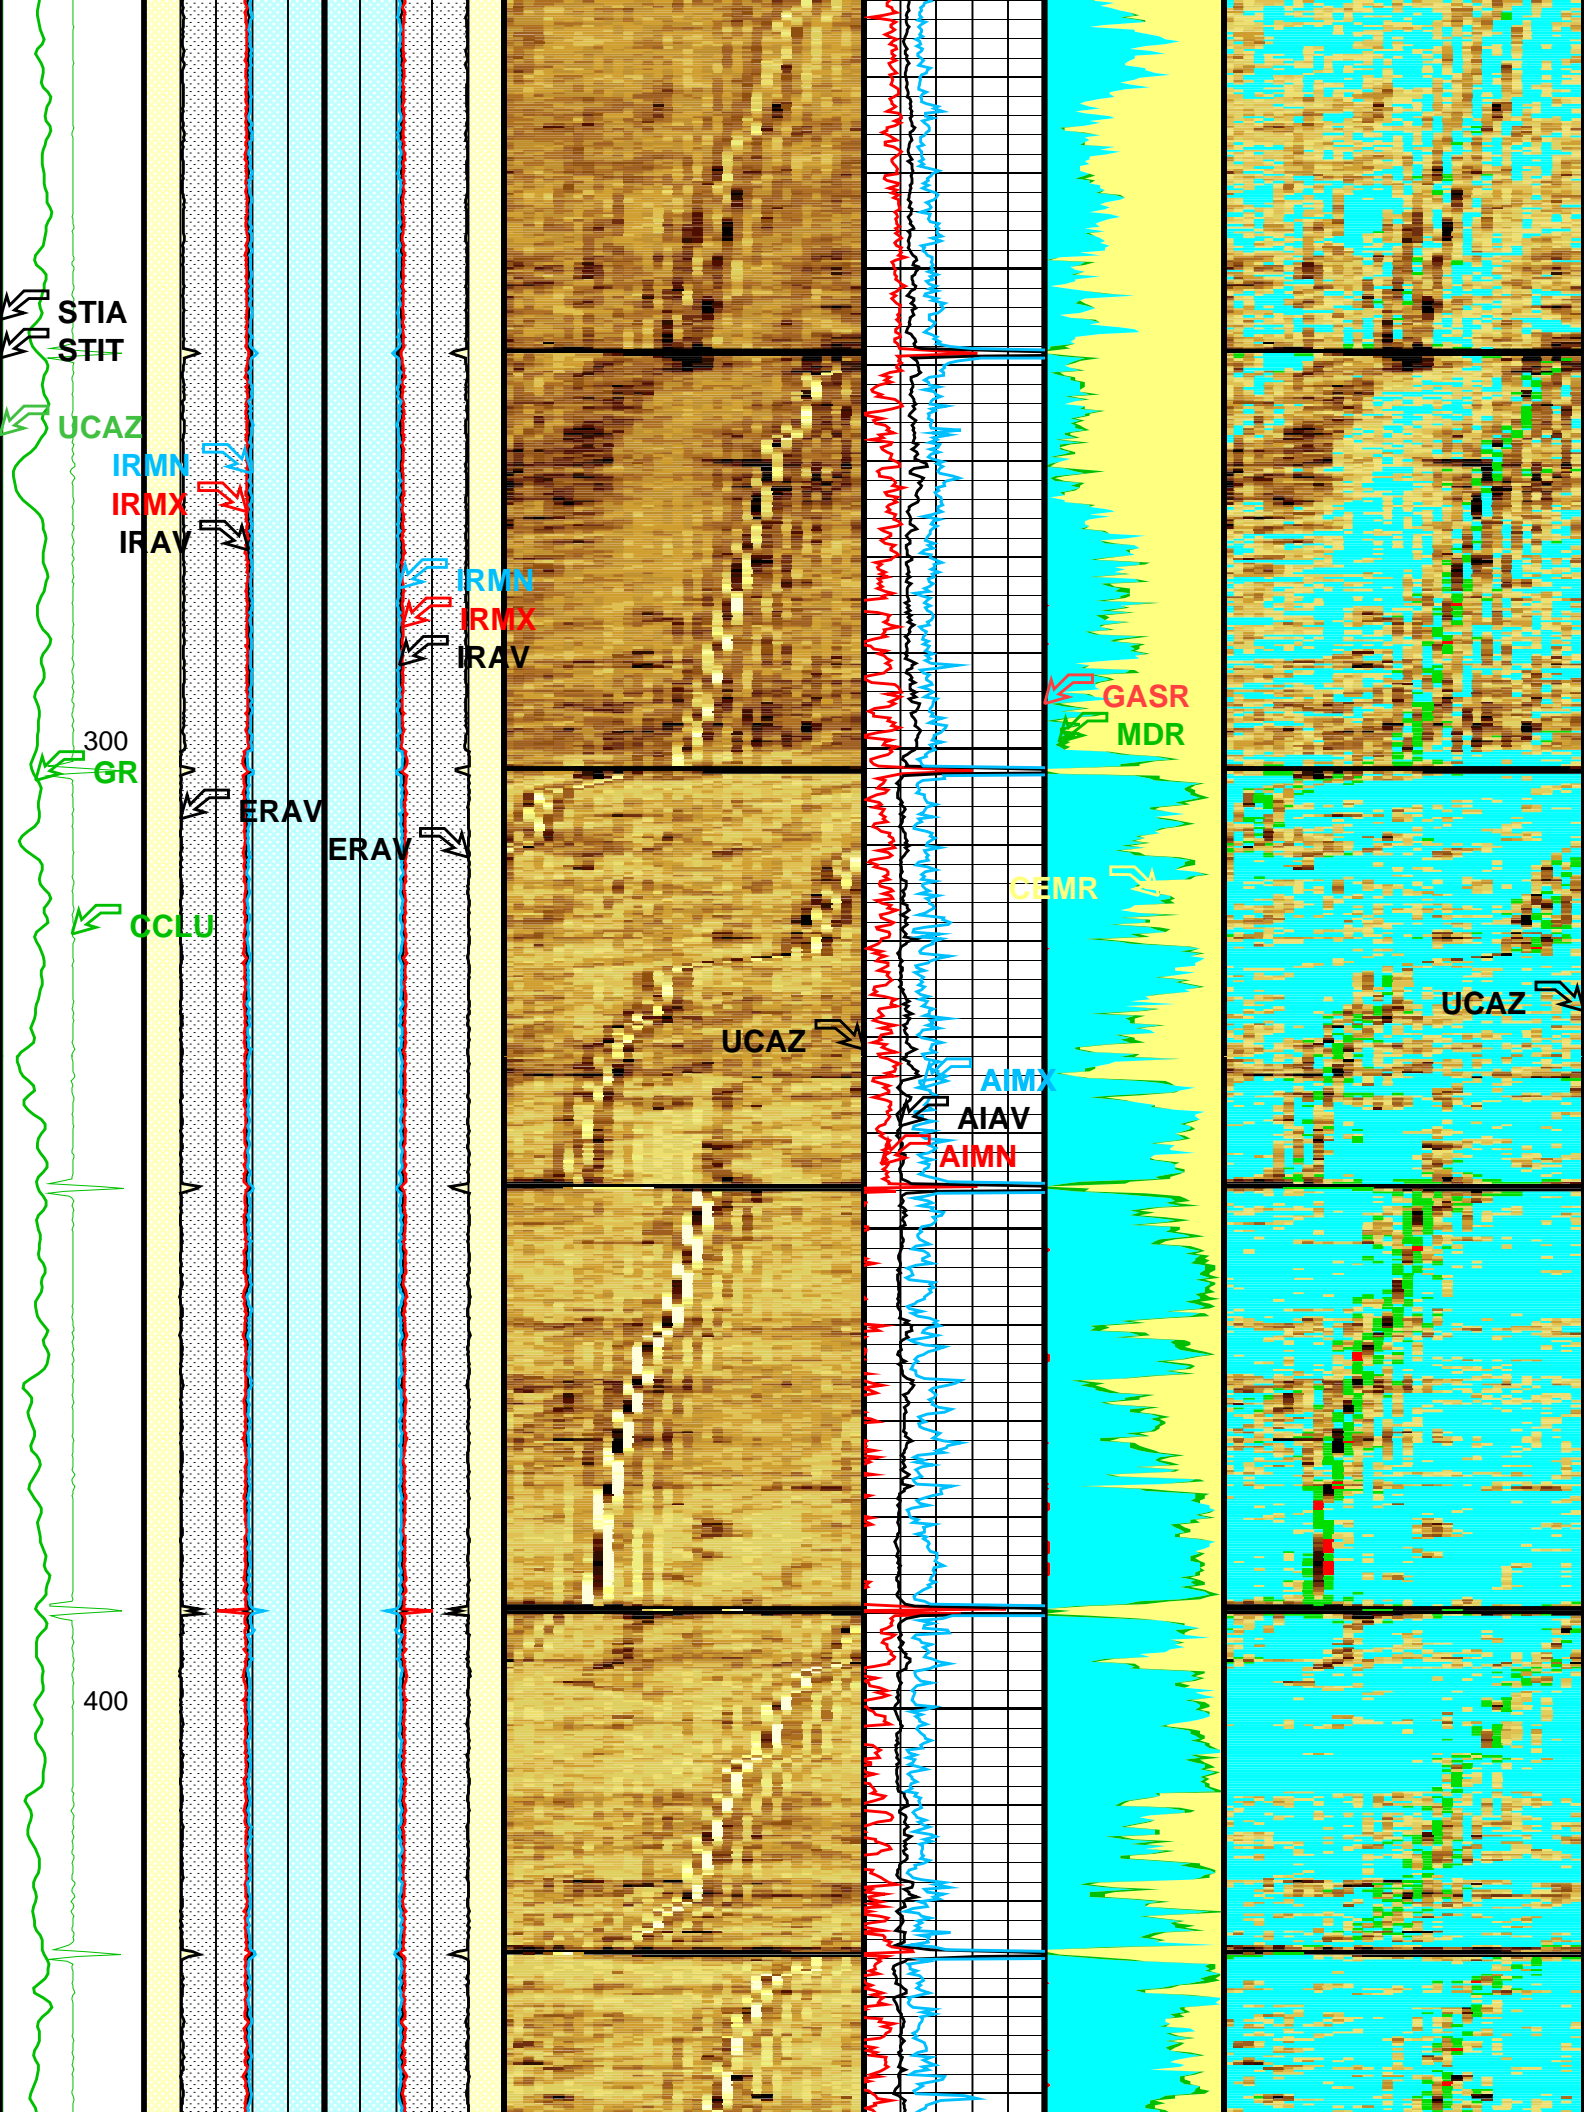 STIA
STIT
UCAZ
IRMN
IRMX
IRAV
IRMN
IRMX
IRAV
GASR
MDR
300
GR
ERAV
ERAV
CEMR
CCLU
UCAZ
UCAZ
AIMX
AIAV
AIMN
400